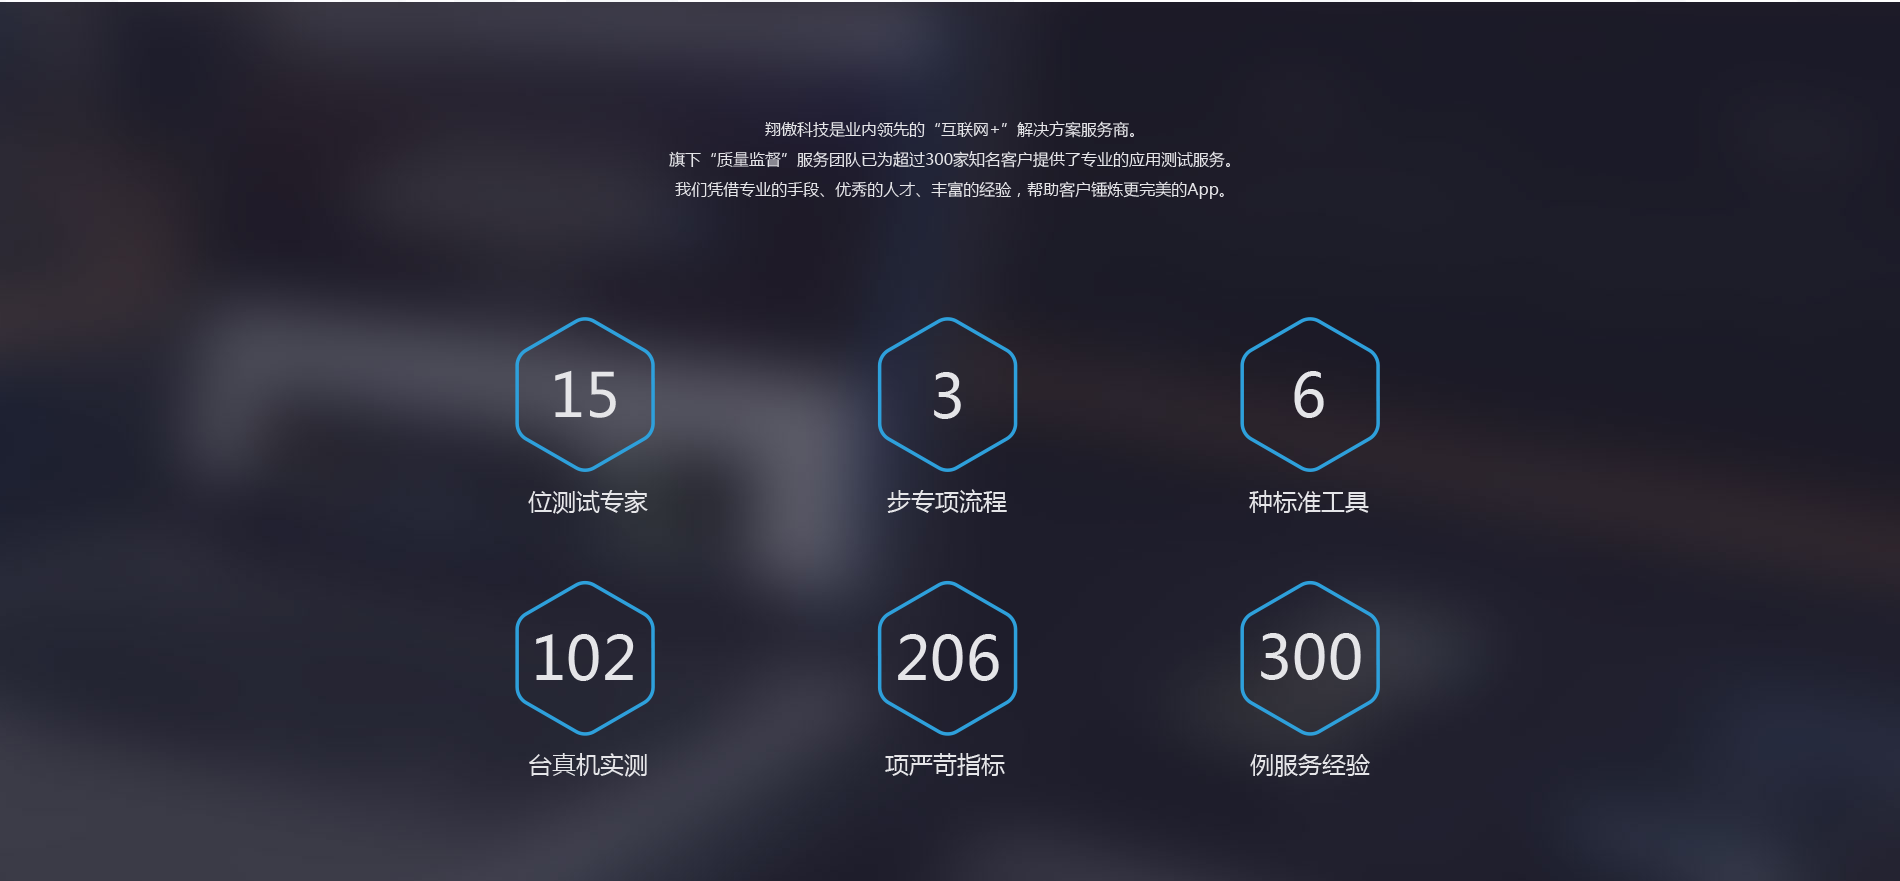 翔傲科技是业内领先的“互联网+”解决方案服务商。
旗下“质量监督”服务团队已为超过300家知名客户提供了专业的应用测试服务。
我们凭借专业的手段、优秀的人才、丰富的经验，帮助客户锤炼更完美的App。
15
3
6
位测试专家
步专项流程
种标准工具
102
206
300
台真机实测
项严苛指标
例服务经验